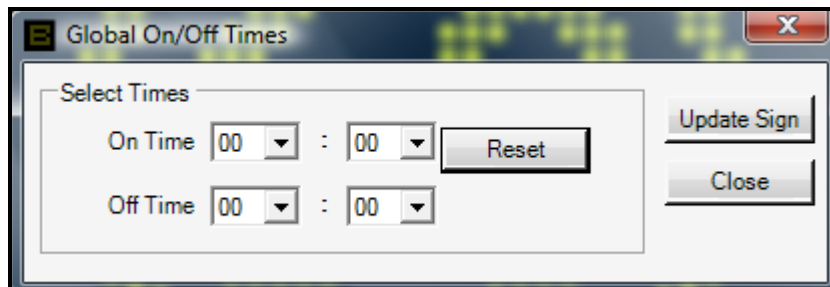 Global On/Off Times
Select Times
On Time 00 : 00 Reset
Off Time 00 : 00
Update Sign
Close